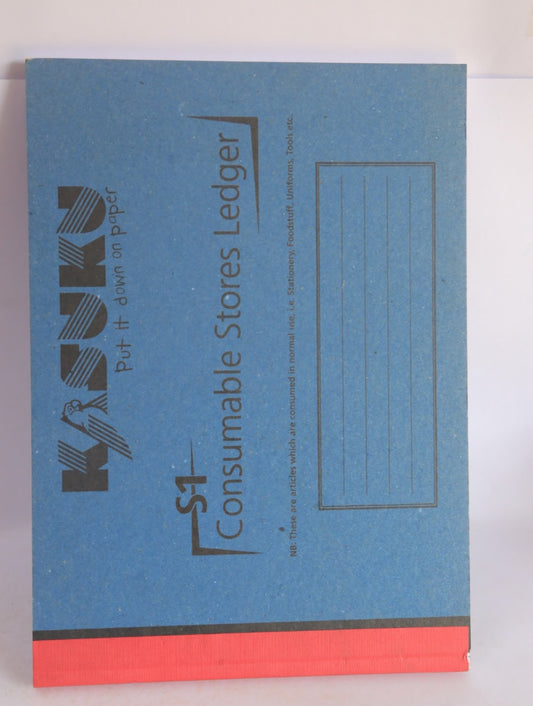 KASUKU
Put it down on paper
S-1
Consumable Stores Ledger
NB: These are articles which are consumed in normal use, i.e. Stationery, Foodstuff, Uniforms, Tools etc.